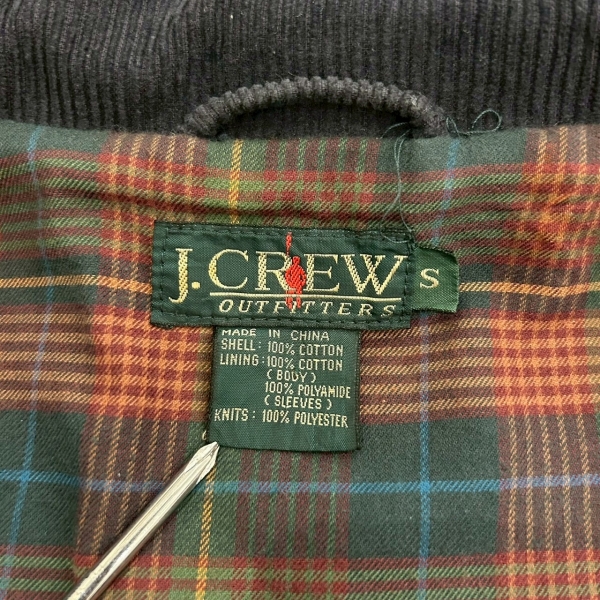 J.CREW
OUTFITTERS
S
MADE IN CHINA
SHELL: 100% COTTON
LINING: 100% COTTON
(BODY)
100% POLYAMIDE
(SLEEVES)
KNITS: 100% POLYESTER